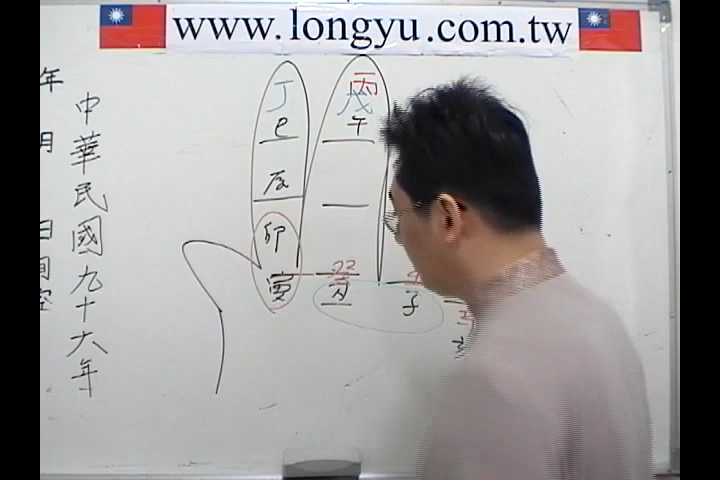 www.longyu.com.tw
年
月
日
中華民國九十六年
丁
巳
辰
卯
寅
丙
戊
午
丑
子